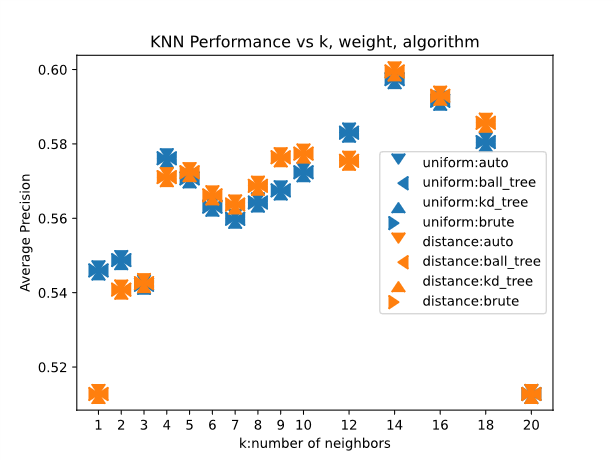 KNN Performance vs k, weight, algorithm
0.60
0.58
0.56
0.54
0.52
Average Precision
uniform:auto
uniform:ball_tree
uniform:kd_tree
uniform:brute
distance:auto
distance:ball_tree
distance:kd_tree
distance:brute
1 2 3 4 5 6 7 8 9 10 12 14 16 18 20
k:number of neighbors